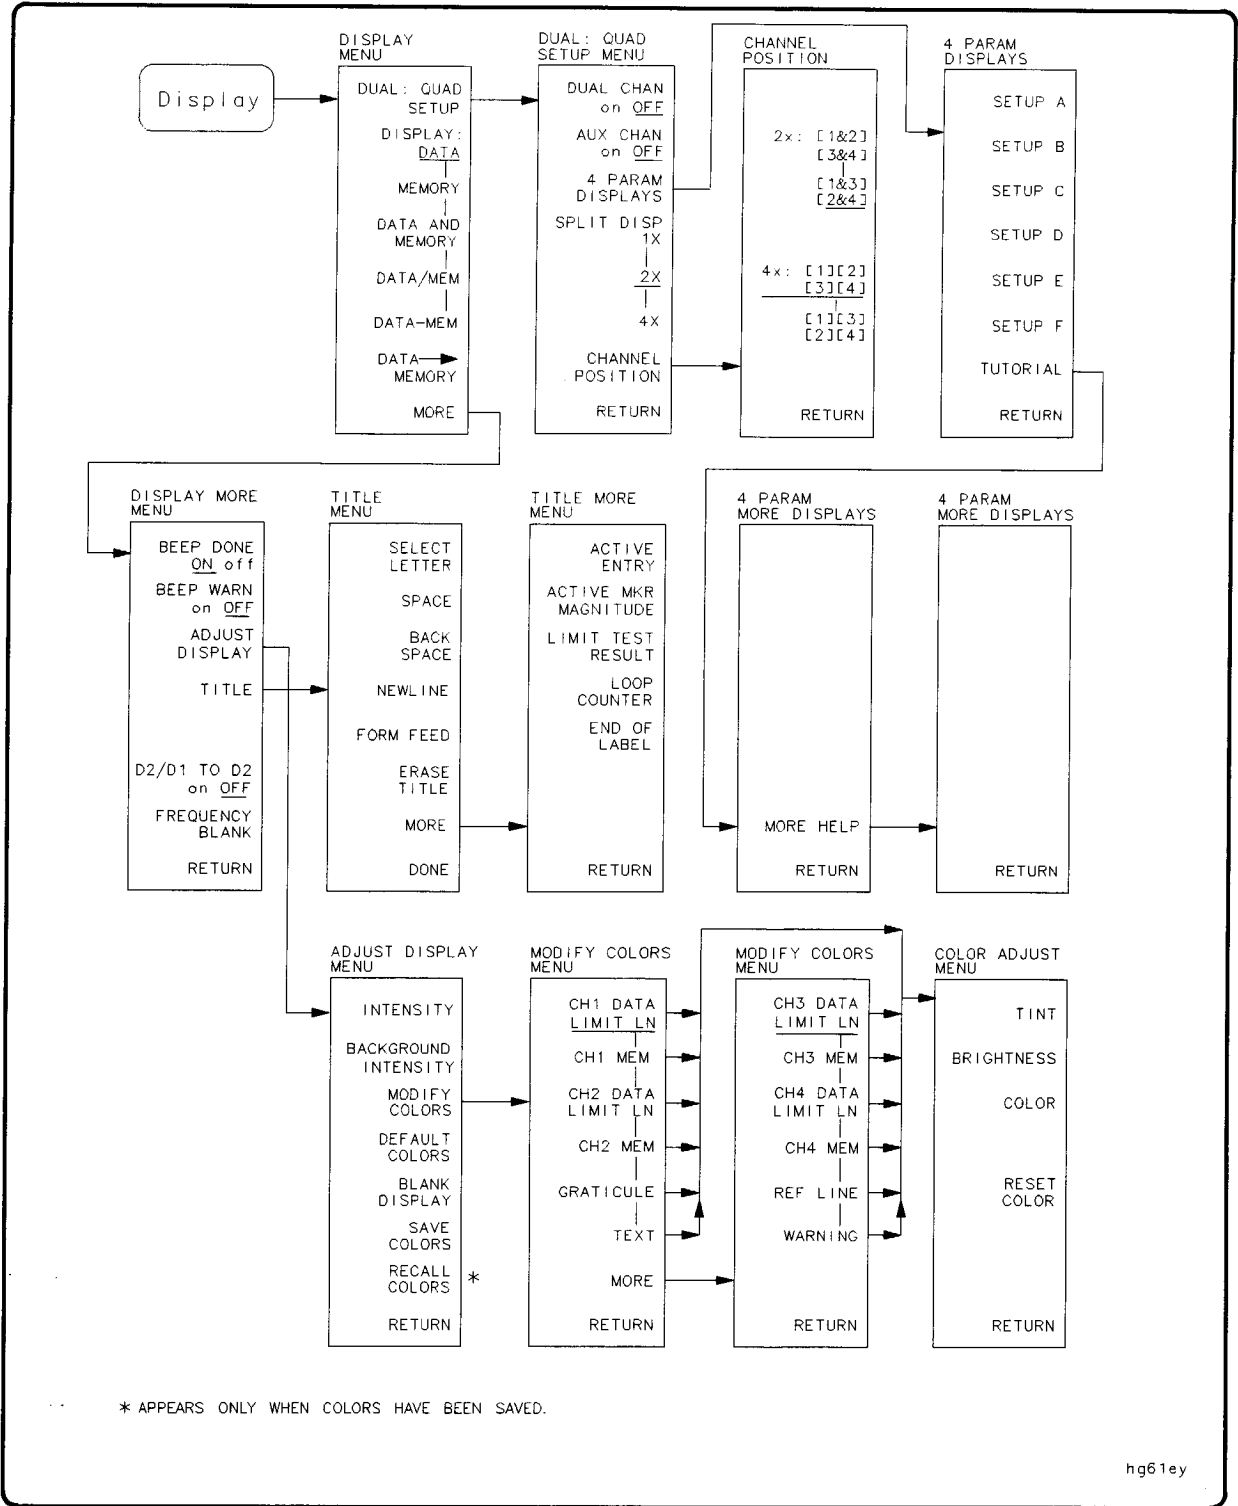 Display
DISPLAY
MENU
DUAL: QUAD
SETUP
DISPLAY:
DATA
MEMORY
DATA AND
MEMORY
DATA/MEM
DATA-MEM
DATA
MEMORY
MORE
DUAL: QUAD
SETUP MENU
DUAL CHAN
on OFF
AUX CHAN
on OFF
4 PARAM
DISPLAYS
SPLIT DISP
1X
2X
4X
CHANNEL
POSITION
RETURN
CHANNEL
POSITION
2x: [1&2]
[3&4]
[1&3]
[2&4]
4x: [1][2]
[3][4]
[1][3]
[2][4]
RETURN
4 PARAM
DISPLAYS
SETUP A
SETUP B
SETUP C
SETUP D
SETUP E
SETUP F
TUTORIAL
RETURN
DISPLAY MORE
MENU
BEEP DONE
ON off
BEEP WARN
on OFF
ADJUST
DISPLAY
TITLE
D2/D1 TO D2
on OFF
FREQUENCY
BLANK
RETURN
TITLE
MENU
SELECT
LETTER
SPACE
BACK
SPACE
NEWLINE
FORM FEED
ERASE
TITLE
MORE
DONE
TITLE MORE
MENU
ACTIVE
ENTRY
ACTIVE MKR
MAGNITUDE
LIMIT TEST
RESULT
LOOP
COUNTER
END OF
LABEL
RETURN
4 PARAM
MORE DISPLAYS
MORE HELP
RETURN
4 PARAM
MORE DISPLAYS
RETURN
ADJUST DISPLAY
MENU
INTENSITY
BACKGROUND
INTENSITY
MODIFY
COLORS
DEFAULT
COLORS
BLANK
DISPLAY
SAVE
COLORS
RECALL
COLORS *
RETURN
MODIFY COLORS
MENU
CH1 DATA
LIMIT LN
CH1 MEM
CH2 DATA
LIMIT LN
CH2 MEM
GRATICULE
TEXT
MORE
RETURN
MODIFY COLORS
MENU
CH3 DATA
LIMIT LN
CH3 MEM
CH4 DATA
LIMIT LN
CH4 MEM
REF LINE
WARNING
RETURN
COLOR ADJUST
MENU
TINT
BRIGHTNESS
COLOR
RESET
COLOR
RETURN
* APPEARS ONLY WHEN COLORS HAVE BEEN SAVED.
hg61ey